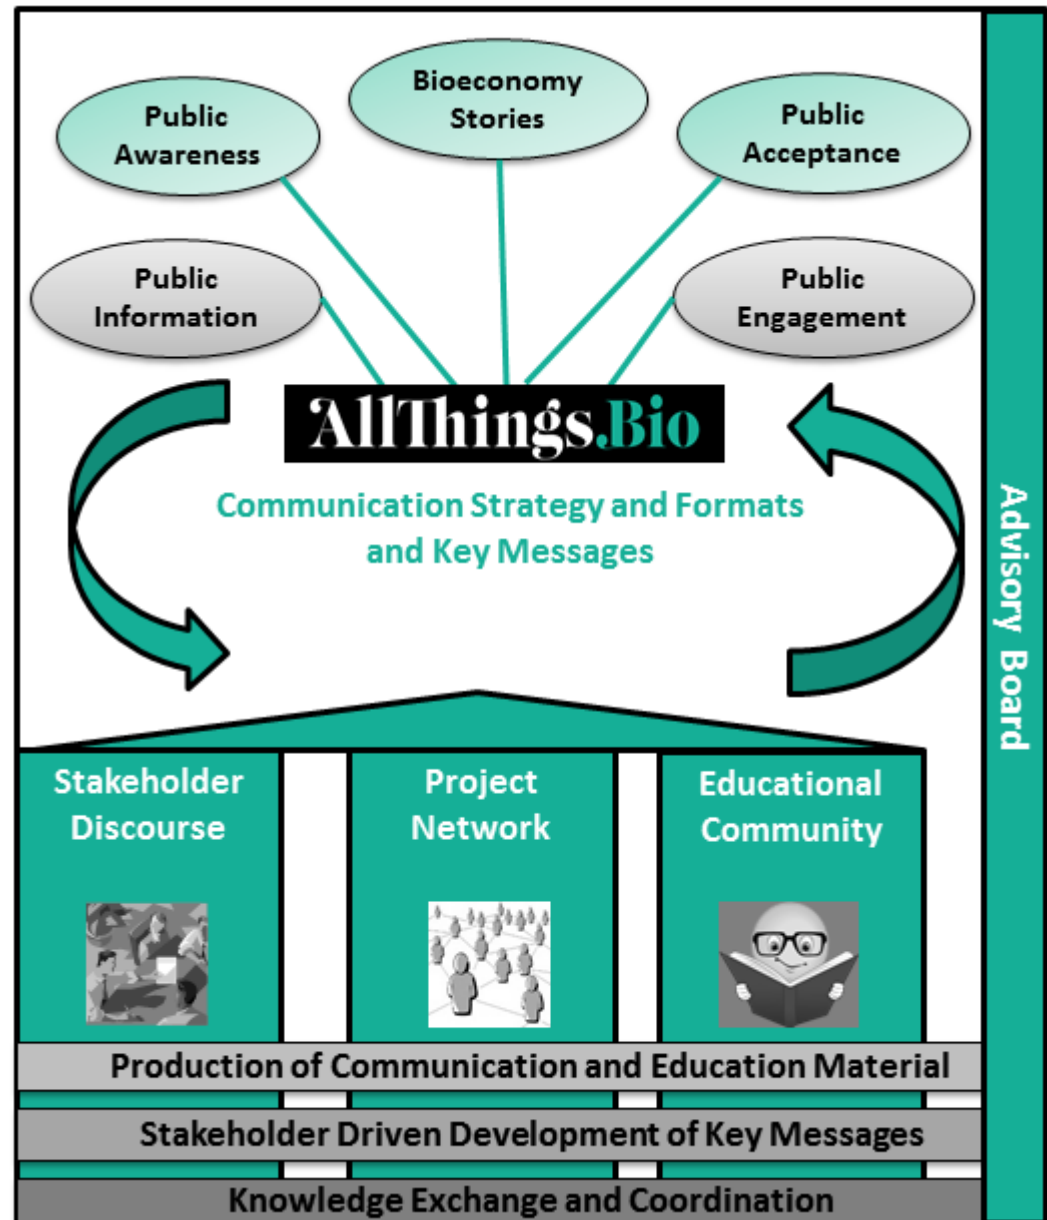 Bioeconomy
Stories
Public
Awareness
Public
Acceptance
Public
Information
Public
Engagement
AllThings.Bio
Communication Strategy and Formats
and Key Messages
Advisory Board
Stakeholder
Discourse
Project
Network
Educational
Community
Production of Communication and Education Material
Stakeholder Driven Development of Key Messages
Knowledge Exchange and Coordination